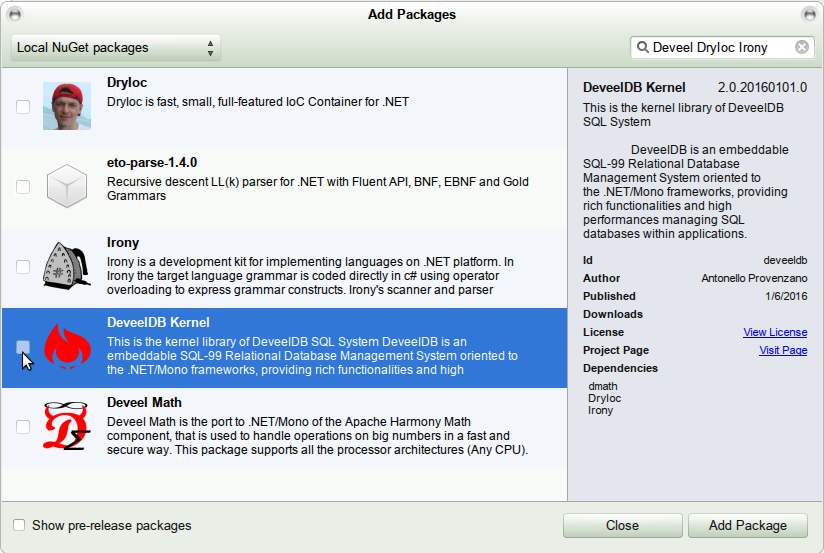 Add Packages
Local NuGet packages
Deveel DryIoc Irony
DryIoc
DryIoc is fast, small, full-featured IoC Container for .NET
eto-parse-1.4.0
Recursive descent LL(k) parser for .NET with Fluent API, BNF, EBNF and Gold
Grammars
Irony
Irony is a development kit for implementing languages on .NET platform. In
Irony the target language grammar is coded directly in c# using operator
overloading to express grammar constructs. Irony's scanner and parser
DeveelDB Kernel
This is the kernel library of DeveelDB SQL System DeveelDB is an
embeddable SQL-99 Relational Database Management System oriented to
the .NET/Mono frameworks, providing rich functionalities and high
Deveel Math
Deveel Math is the port to .NET/Mono of the Apache Harmony Math
component, that is used to handle operations on big numbers in a fast and
secure way. This package supports all the processor architectures (Any CPU).
DeveelDB Kernel 2.0.20160101.0
This is the kernel library of DeveelDB
SQL System
DeveelDB is an embeddable
SQL-99 Relational Database
Management System oriented to
the .NET/Mono frameworks, providing
rich functionalities and high
performances managing SQL
databases within applications.
Id deveeldb
Author Antonello Provenzano
Published 1/6/2016
Downloads
License View License
Project Page Visit Page
Dependencies
dmath
DryIoc
Irony
Show pre-release packages
Close
Add Package